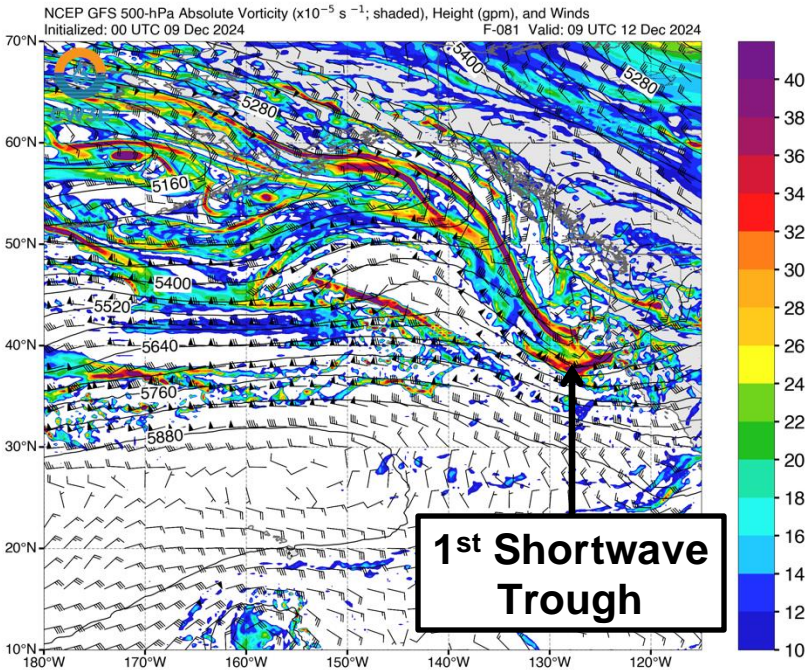 NCEP GFS 500-hPa Absolute Vorticity (x10⁻⁵ s ⁻¹; shaded), Height (gpm), and Winds
Initialized: 00 UTC 09 Dec 2024 F-081 Valid: 09 UTC 12 Dec 2024
70°N
60°N
50°N
40°N
30°N
20°N
10°N
180°W
170°W
160°W
150°W
140°W
130°W
120°W
5400
5280
5280
5160
5400
5520
5640
5760
5880
1st Shortwave
Trough
40
38
36
34
32
30
28
26
24
22
20
18
16
14
12
10